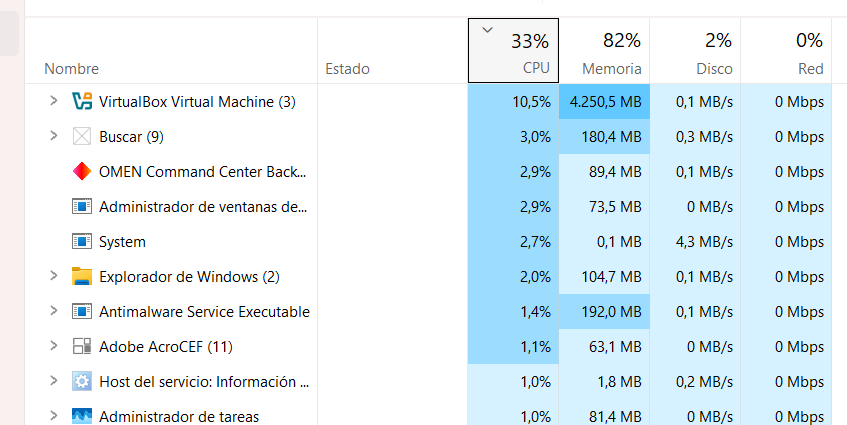 33% 82% 2% 0%
Nombre Estado CPU Memoria Disco Red
VirtualBox Virtual Machine (3) 10,5% 4.250,5 MB 0,1 MB/s 0 Mbps
Buscar (9) 3,0% 180,4 MB 0,3 MB/s 0 Mbps
OMEN Command Center Back... 2,9% 89,4 MB 0,1 MB/s 0 Mbps
Administrador de ventanas de... 2,9% 73,5 MB 0 MB/s 0 Mbps
System 2,7% 0,1 MB 4,3 MB/s 0 Mbps
Explorador de Windows (2) 2,0% 104,7 MB 0,1 MB/s 0 Mbps
Antimalware Service Executable 1,4% 192,0 MB 0,1 MB/s 0 Mbps
Adobe AcroCEF (11) 1,1% 63,1 MB 0 MB/s 0 Mbps
Host del servicio: Información ... 1,0% 1,8 MB 0,2 MB/s 0 Mbps
Administrador de tareas 1,0% 81,4 MB 0 MB/s 0 Mbps